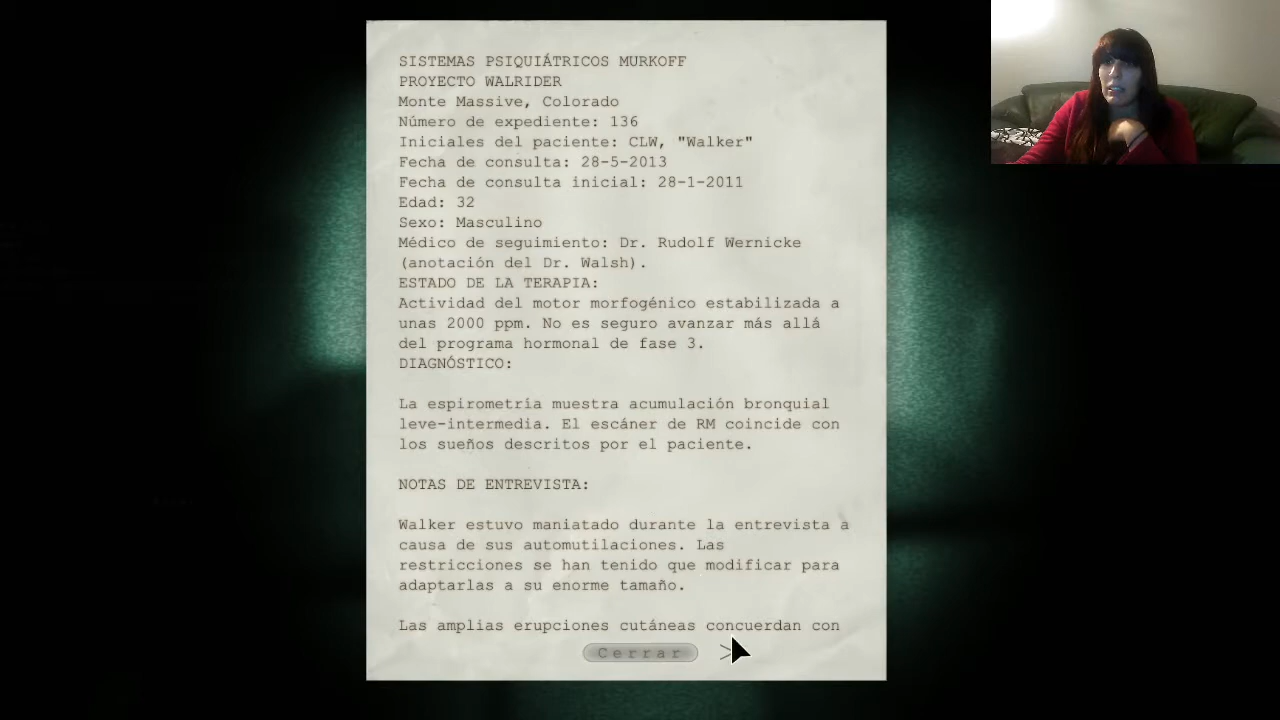 SISTEMAS PSIQUIÁTRICOS MURKOFF
PROYECTO WALRIDER
Monte Massive, Colorado
Número de expediente: 136
Iniciales del paciente: CLW, "Walker"
Fecha de consulta: 28-5-2013
Fecha de consulta inicial: 28-1-2011
Edad: 32
Sexo: Masculino
Médico de seguimiento: Dr. Rudolf Wernicke
(anotación del Dr. Walsh).
ESTADO DE LA TERAPIA:
Actividad del motor morfogénico estabilizada a
unas 2000 ppm. No es seguro avanzar más allá
del programa hormonal de fase 3.
DIAGNÓSTICO:
La espirometría muestra acumulación bronquial
leve-intermedia. El escáner de RM coincide con
los sueños descritos por el paciente.
NOTAS DE ENTREVISTA:
Walker estuvo maniatado durante la entrevista a
causa de sus automutilaciones. Las
restricciones se han tenido que modificar para
adaptarlas a su enorme tamaño.
Las amplias erupciones cutáneas concuerdan con
Cerrar >